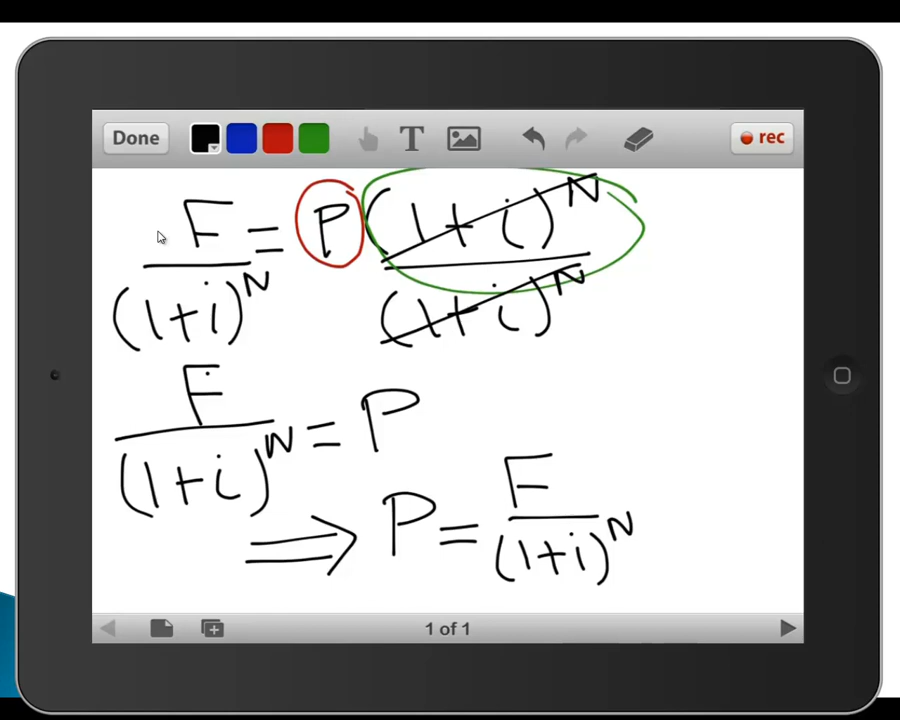 Done T rec
F = P (1+i)^N
(1+i)^N (1+i)^N
F
(1+i)^N = P
⇒ P = F
(1+i)^N
1 of 1